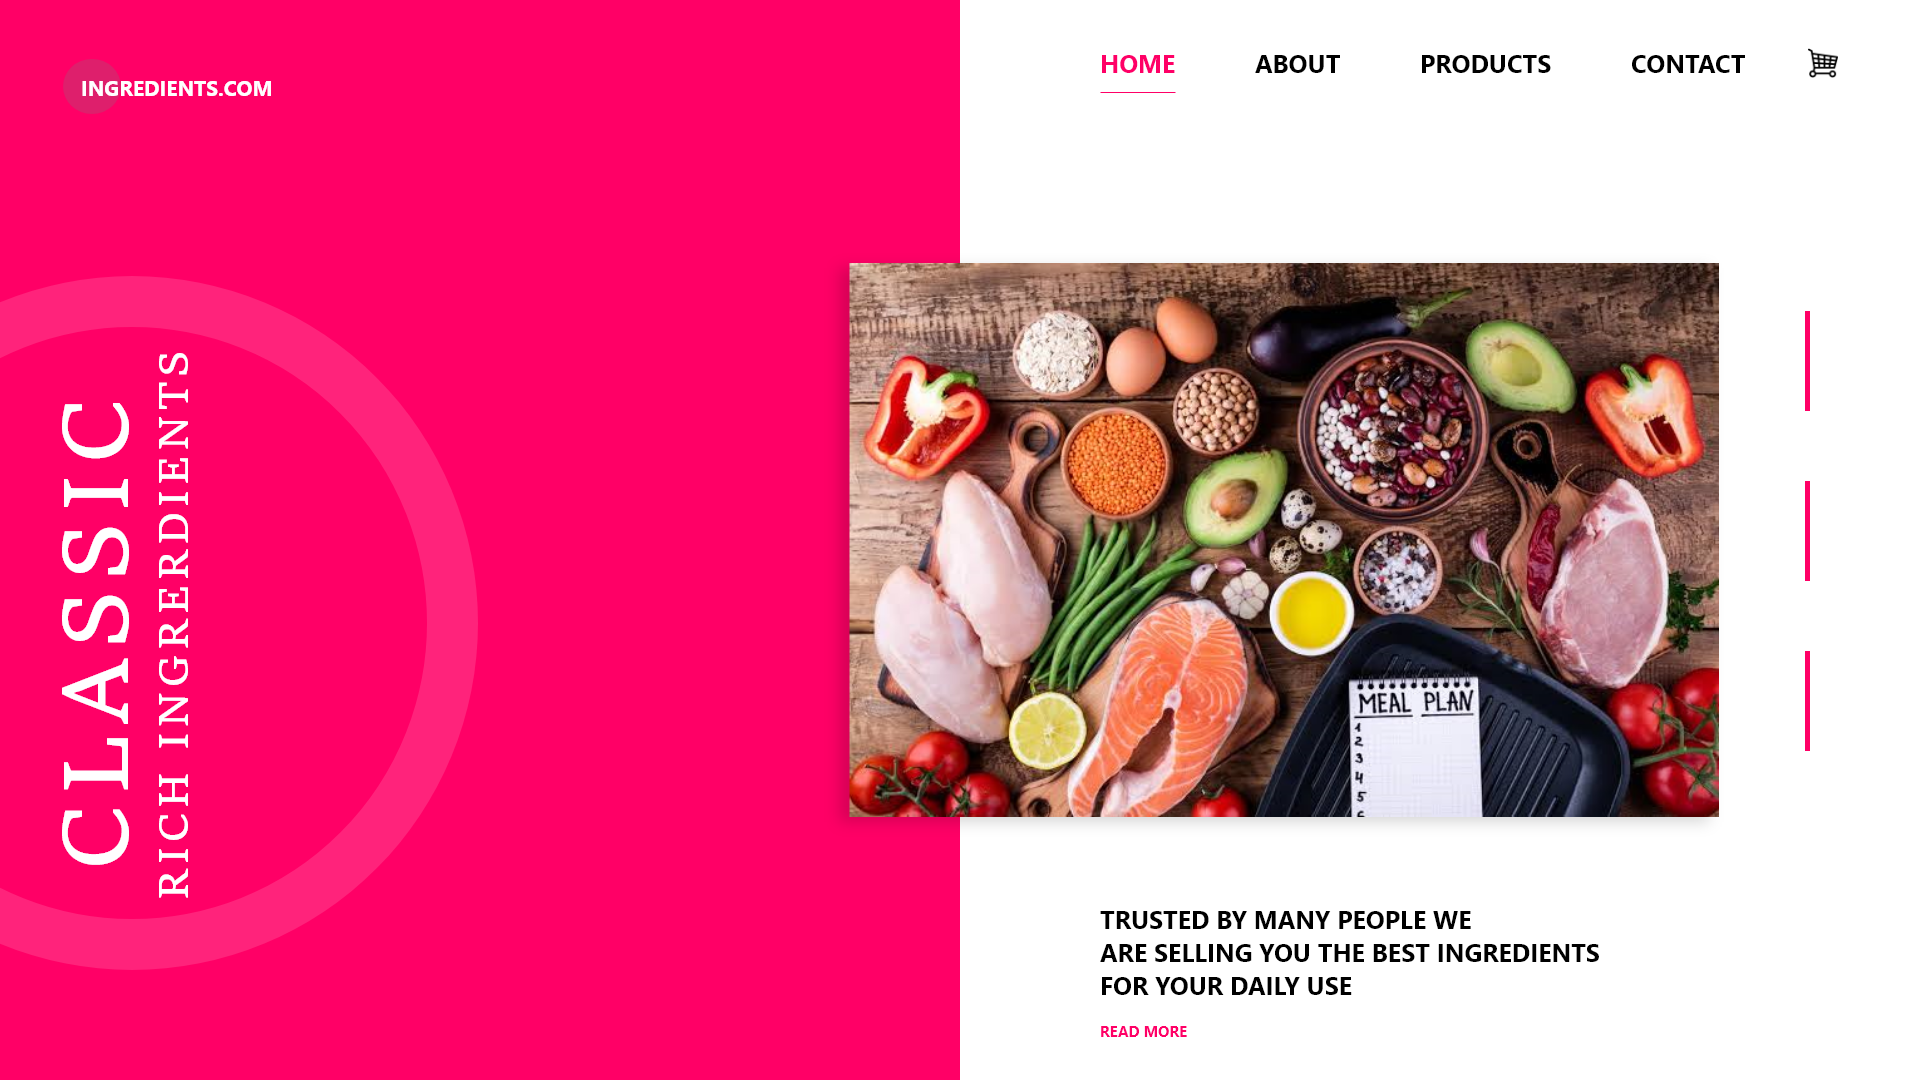 INGREDIENTS.COM
HOME ABOUT PRODUCTS CONTACT
CLASSIC
RICH INGRERDIENTS
MEAL PLAN
1
2
3
4
5
TRUSTED BY MANY PEOPLE WE
ARE SELLING YOU THE BEST INGREDIENTS
FOR YOUR DAILY USE
READ MORE